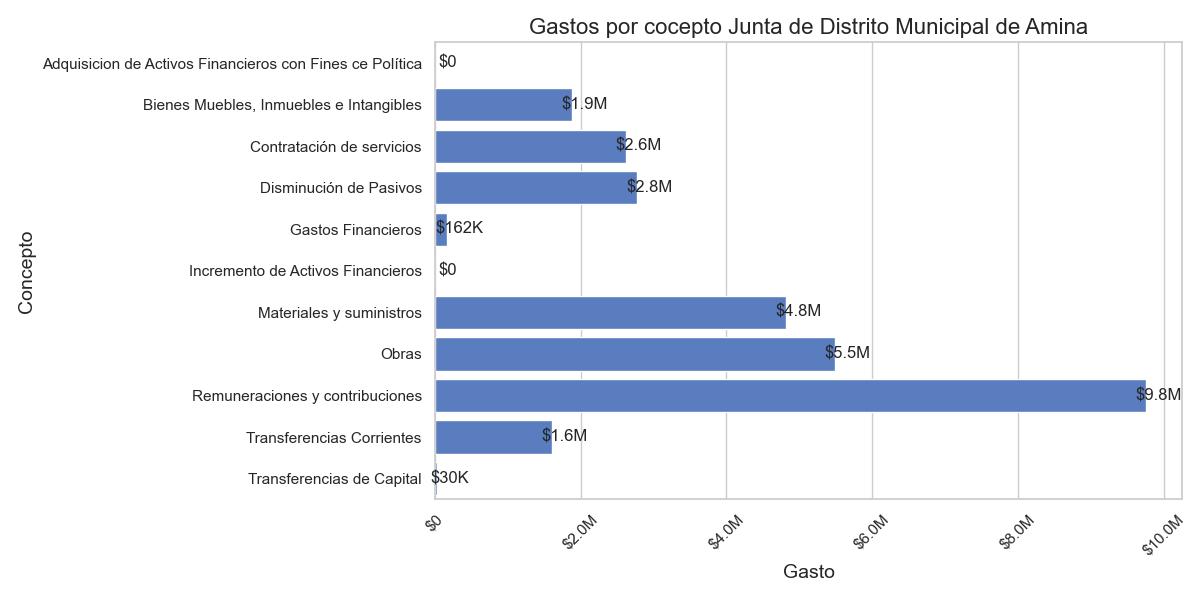 Gastos por cocepto Junta de Distrito Municipal de Amina
Concepto
Adquisicion de Activos Financieros con Fines ce Política $0
Bienes Muebles, Inmuebles e Intangibles $1.9M
Contratación de servicios $2.6M
Disminución de Pasivos $2.8M
Gastos Financieros $162K
Incremento de Activos Financieros $0
Materiales y suministros $4.8M
Obras $5.5M
Remuneraciones y contribuciones $9.8M
Transferencias Corrientes $1.6M
Transferencias de Capital $30K
$0 $2.0M $4.0M $6.0M $8.0M $10.0M
Gasto